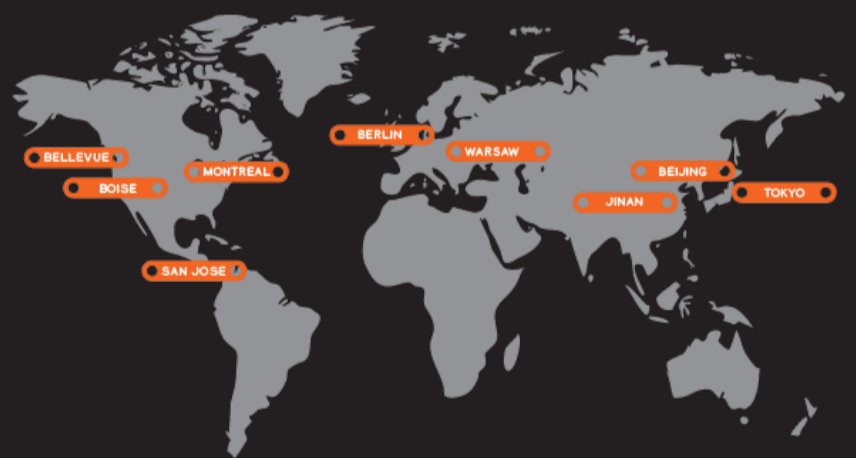 BERLIN
WARSAW
BELLEVUE
MONTREAL
BEIJING
BOISE
TOKYO
JINAN
SAN JOSE